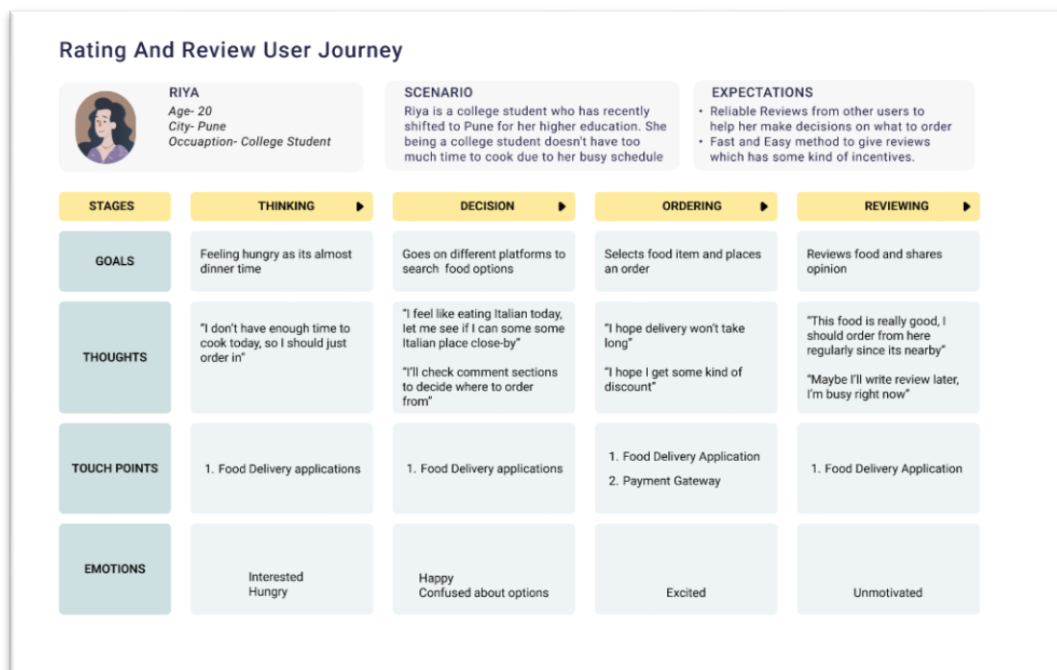 Rating And Review User Journey
RIYA
Age- 20
City- Pune
Occuaption- College Student
SCENARIO
Riya is a college student who has recently
shifted to Pune for her higher education. She
being a college student doesn't have too
much time to cook due to her busy schedule
EXPECTATIONS
• Reliable Reviews from other users to
help her make decisions on what to order
• Fast and Easy method to give reviews
which has some kind of incentives.
STAGES
THINKING
DECISION
ORDERING
REVIEWING
GOALS
Feeling hungry as its almost
dinner time
Goes on different platforms to
search food options
Selects food item and places
an order
Reviews food and shares
opinion
THOUGHTS
"I don't have enough time to
cook today, so I should just
order in"
"I feel like eating Italian today,
let me see if I can some some
Italian place close-by"
"I'll check comment sections
to decide where to order
from"
"I hope delivery won't take
long"
"I hope I get some kind of
discount"
"This food is really good, I
should order from here
regularly since its nearby"
"Maybe I'll write review later,
I'm busy right now"
TOUCH POINTS
1. Food Delivery applications
1. Food Delivery applications
1. Food Delivery Application
2. Payment Gateway
1. Food Delivery Application
EMOTIONS
Interested
Hungry
Happy
Confused about options
Excited
Unmotivated